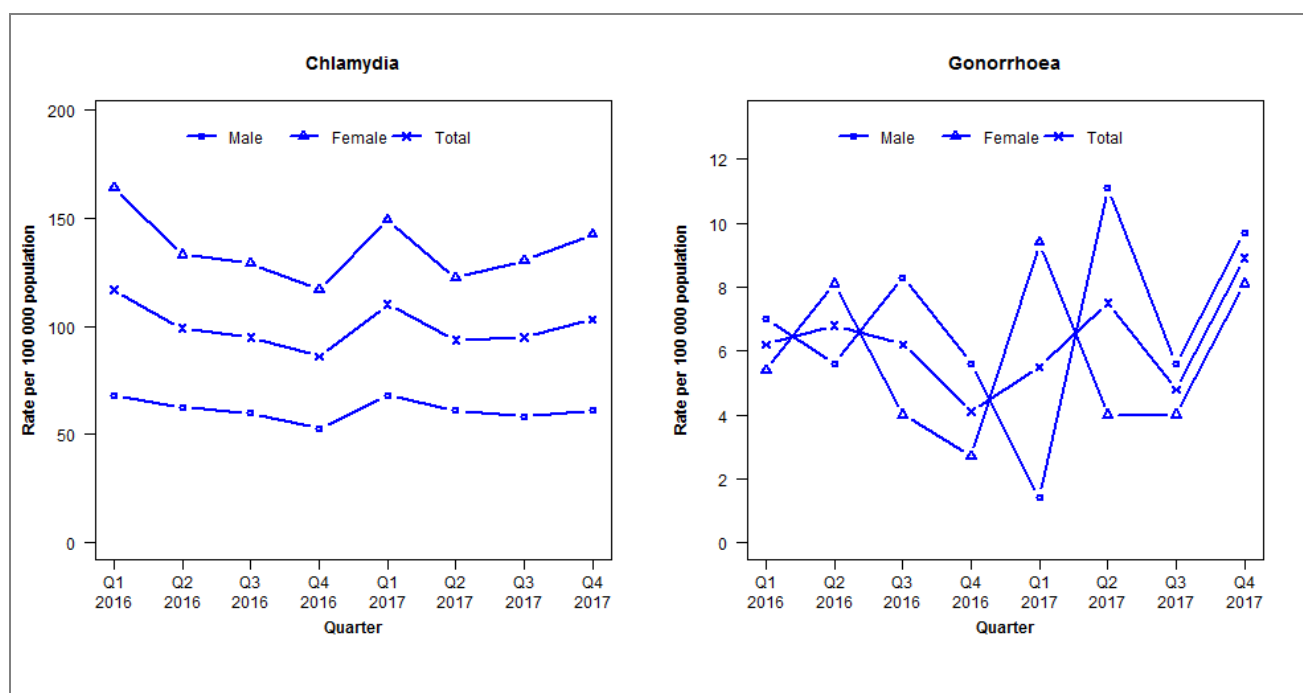 Chlamydia
200
150
100
50
0
Rate per 100 000 population
Male Female Total
Q1 Q2 Q3 Q4 Q1 Q2 Q3 Q4
2016 2016 2016 2016 2017 2017 2017 2017
Quarter
Gonorrhoea
12
10
8
6
4
2
0
Rate per 100 000 population
Male Female Total
Q1 Q2 Q3 Q4 Q1 Q2 Q3 Q4
2016 2016 2016 2016 2017 2017 2017 2017
Quarter